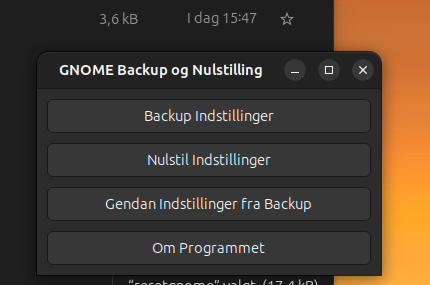 3,6 kB I dag 15:47
GNOME Backup og Nulstilling
Backup Indstillinger
Nulstil Indstillinger
Gendan Indstillinger fra Backup
Om Programmet
"resetgnome" valgt (17,4 kB)